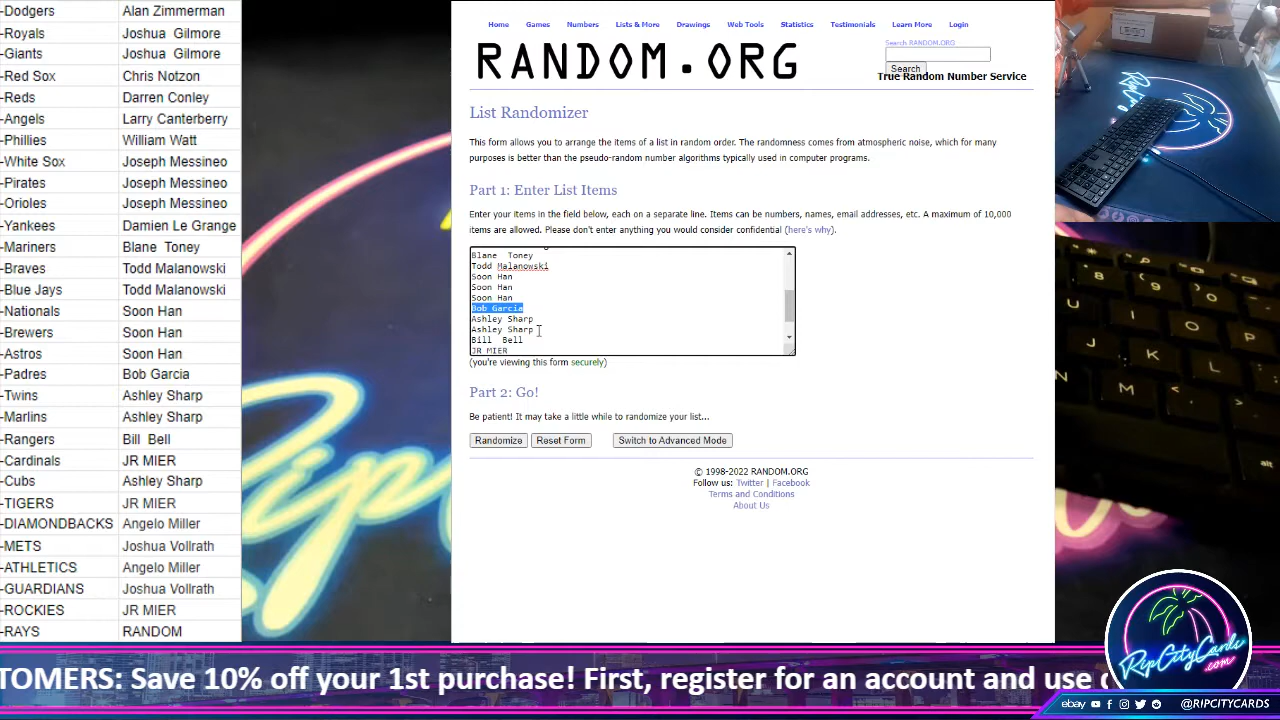 -Dodgers Alan Zimmerman
-Royals Joshua  Gilmore
-Giants Joshua  Gilmore
-Red Sox Chris Notzon
-Reds Darren Conley
-Angels Larry Canterberry
-Phillies William Watt
-White Sox Joseph Messineo
-Pirates Joseph Messineo
-Orioles Joseph Messineo
-Yankees Damien Le Grange
-Mariners Blane  Toney
-Braves Todd Malanowski
-Blue Jays Todd Malanowski
-Nationals Soon Han
-Brewers Soon Han
-Astros Soon Han
-Padres Bob Garcia
-Twins Ashley Sharp
-Marlins Ashley Sharp
-Rangers Bill  Bell
-Cardinals JR MIER
-Cubs Ashley Sharp
-TIGERS JR MIER
-DIAMONDBACKS Angelo Miller
-METS Joshua Vollrath
-ATHLETICS Angelo Miller
-GUARDIANS Joshua Vollrath
-ROCKIES JR MIER
-RAYS RANDOM
Home Games Numbers Lists & More Drawings Web Tools Statistics Testimonials Learn More Login
RANDOM.ORG
Search RANDOM.ORG
Search
True Random Number Service
List Randomizer
This form allows you to arrange the items of a list in random order. The randomness comes from atmospheric noise, which for many
purposes is better than the pseudo-random number algorithms typically used in computer programs.
Part 1: Enter List Items
Enter your items in the field below, each on a separate line. Items can be numbers, names, email addresses, etc. A maximum of 10,000
items are allowed. Please don't enter anything you would consider confidential (here's why).
Blane  Toney
Todd Malanowski
Soon Han
Soon Han
Soon Han
Bob Garcia
Ashley Sharp
Ashley Sharp
Bill  Bell
JR MIER
(you're viewing this form securely)
Part 2: Go!
Be patient! It may take a little while to randomize your list...
Randomize Reset Form Switch to Advanced Mode
© 1998-2022 RANDOM.ORG
Follow us: Twitter | Facebook
Terms and Conditions
About Us
TOMERS: Save 10% off your 1st purchase! First, register for an account and use
RipCityCards
.com
ebay @RIPCITYCARDS